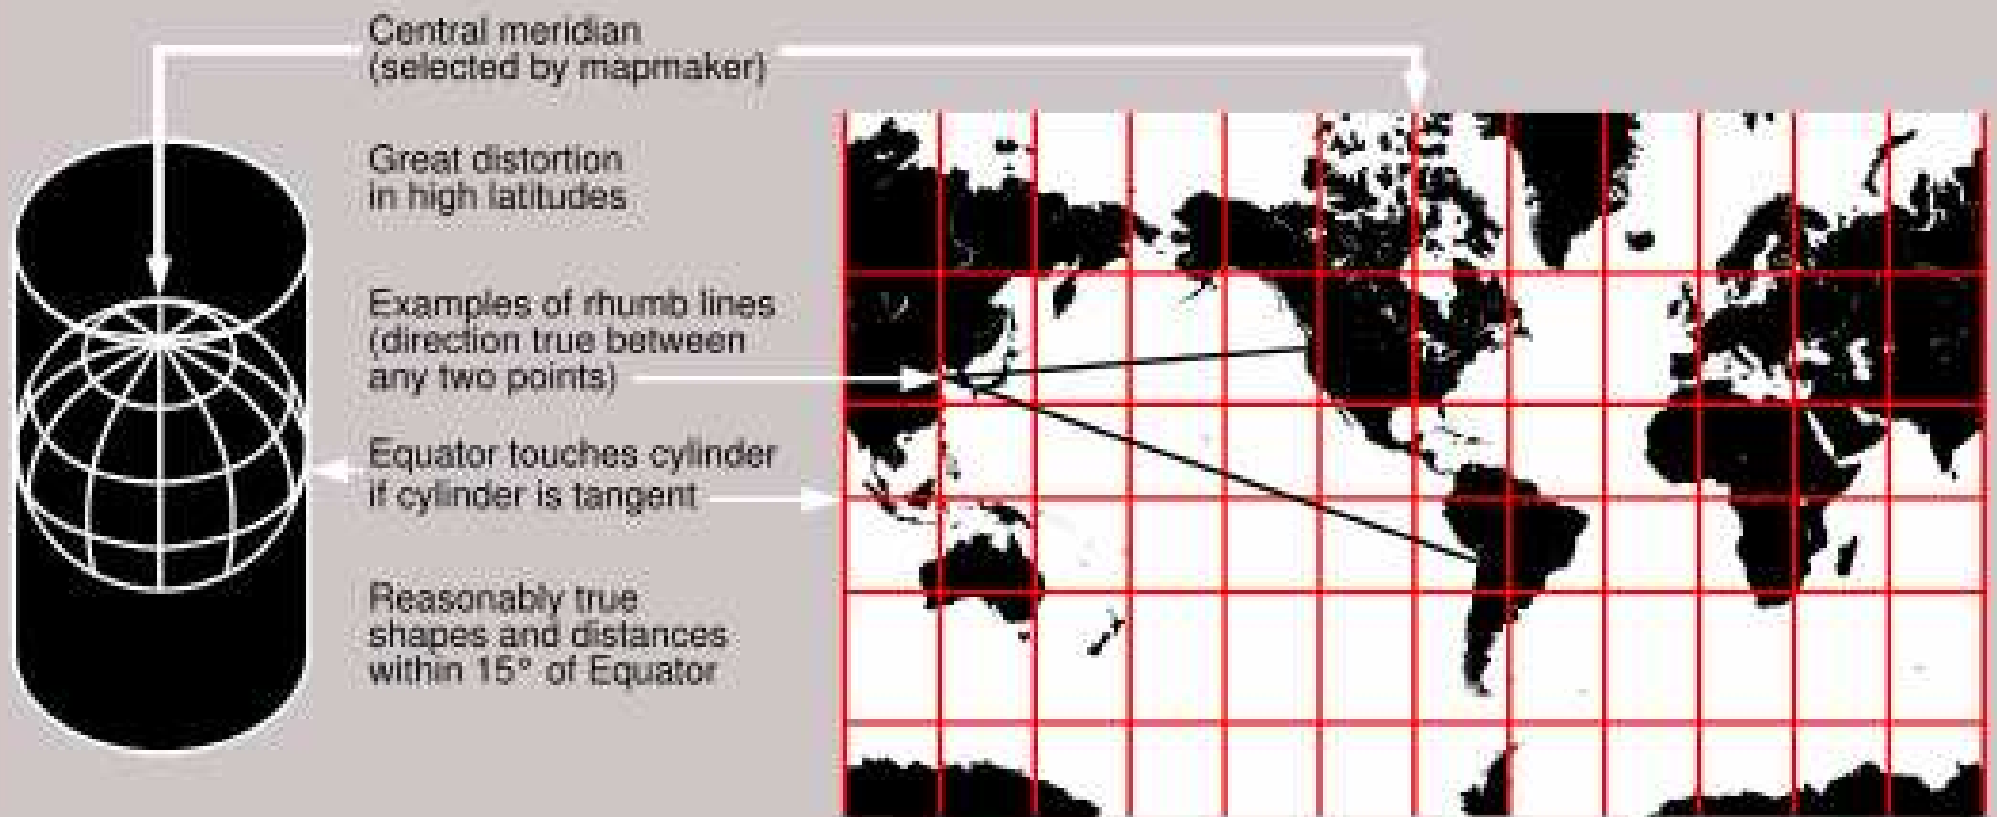 Central meridian
(selected by mapmaker)
Great distortion
in high latitudes
Examples of rhumb lines
(direction true between
any two points)
Equator touches cylinder
if cylinder is tangent
Reasonably true
shapes and distances
within 15° of Equator